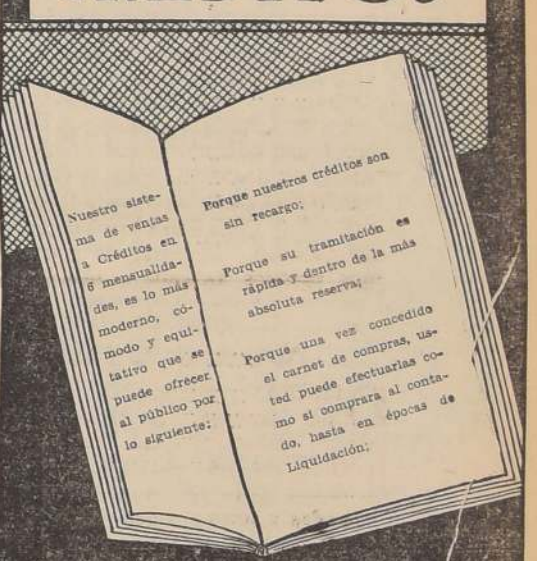 Nuestro siste-
ma de ventas
a Créditos en
6 mensualida-
des, es lo más
moderno, có-
modo y equi-
tativo que se
puede ofrecer
al público por
lo siguiente:
Porque nuestros créditos son
sin recargo;
Porque su tramitación es
rápida y dentro de la más
absoluta reserva;
Porque una vez concedido
el carnet de compras, us-
ted puede efectuarlas co-
mo si comprara al conta-
do, hasta en épocas de
Liquidación;